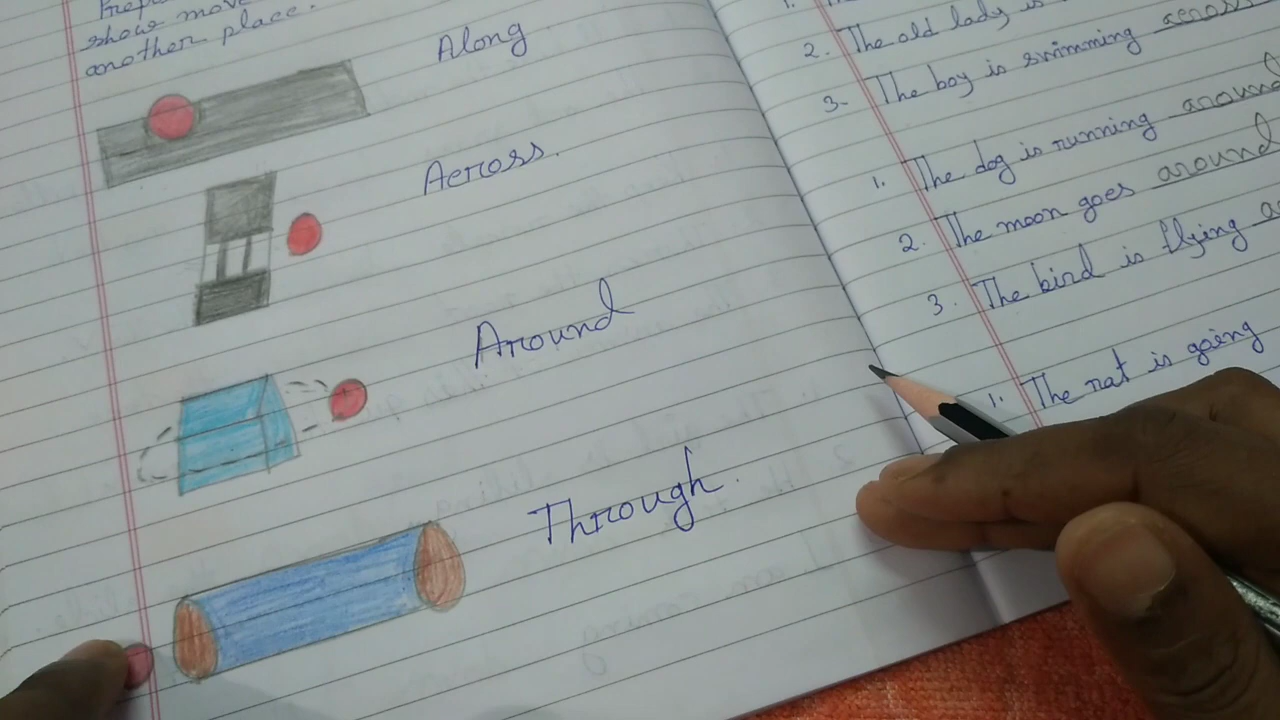 show move
another place.
Along
Across.
Around
Through.
2. The old lady is
3. The boy is swimming across
1. The dog is running around
2. The moon goes around
3. The bird is flying
1. The rat is going